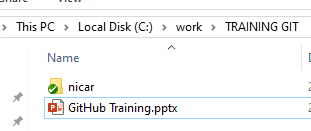 This PC > Local Disk (C:) > work > TRAINING GIT
Name
nicar
GitHub Training.pptx